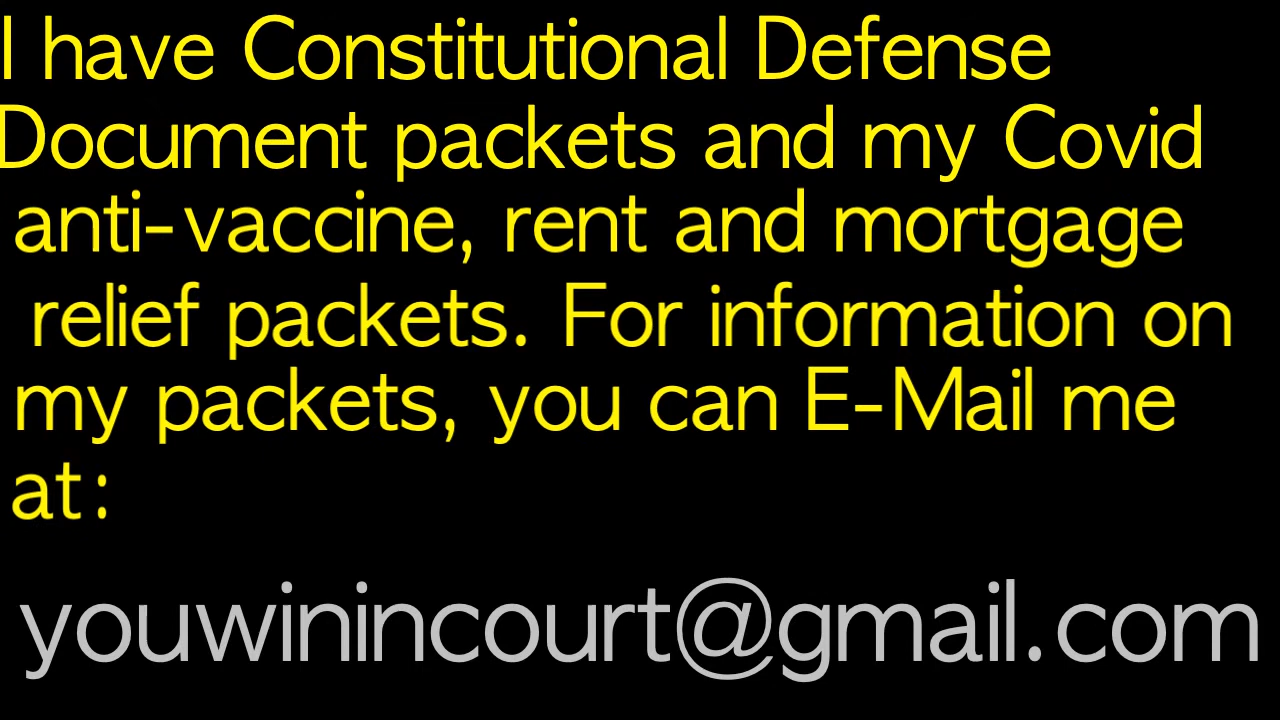 I have Constitutional Defense
Document packets and my Covid
anti-vaccine, rent and mortgage
relief packets. For information on
my packets, you can E-Mail me
at:
youwinincourt@gmail.com